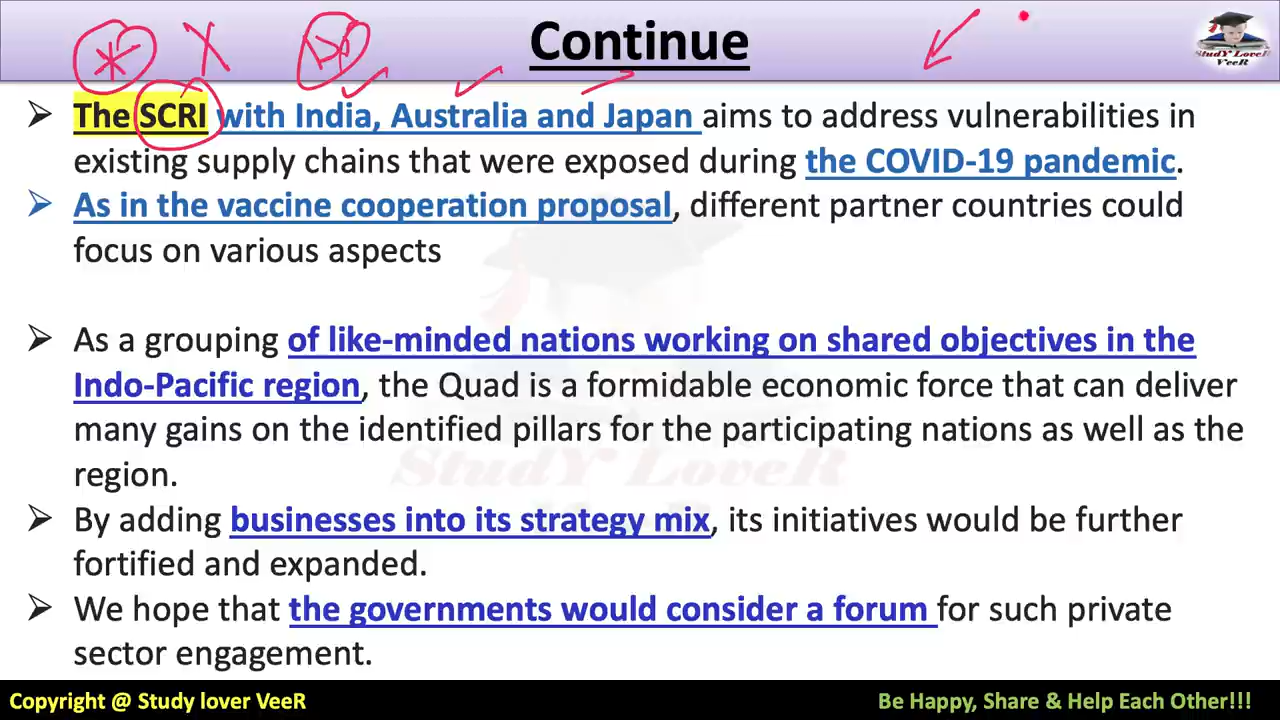 Continue
StudY LoveR
VeeR
➢ The SCRI with India, Australia and Japan aims to address vulnerabilities in
existing supply chains that were exposed during the COVID-19 pandemic.
➢ As in the vaccine cooperation proposal, different partner countries could
focus on various aspects
➢ As a grouping of like-minded nations working on shared objectives in the
Indo-Pacific region, the Quad is a formidable economic force that can deliver
many gains on the identified pillars for the participating nations as well as the
region.
StudY LoveR
➢ By adding businesses into its strategy mix, its initiatives would be further
fortified and expanded.
➢ We hope that the governments would consider a forum for such private
sector engagement.
Copyright @ Study lover VeeR
Be Happy, Share & Help Each Other!!!